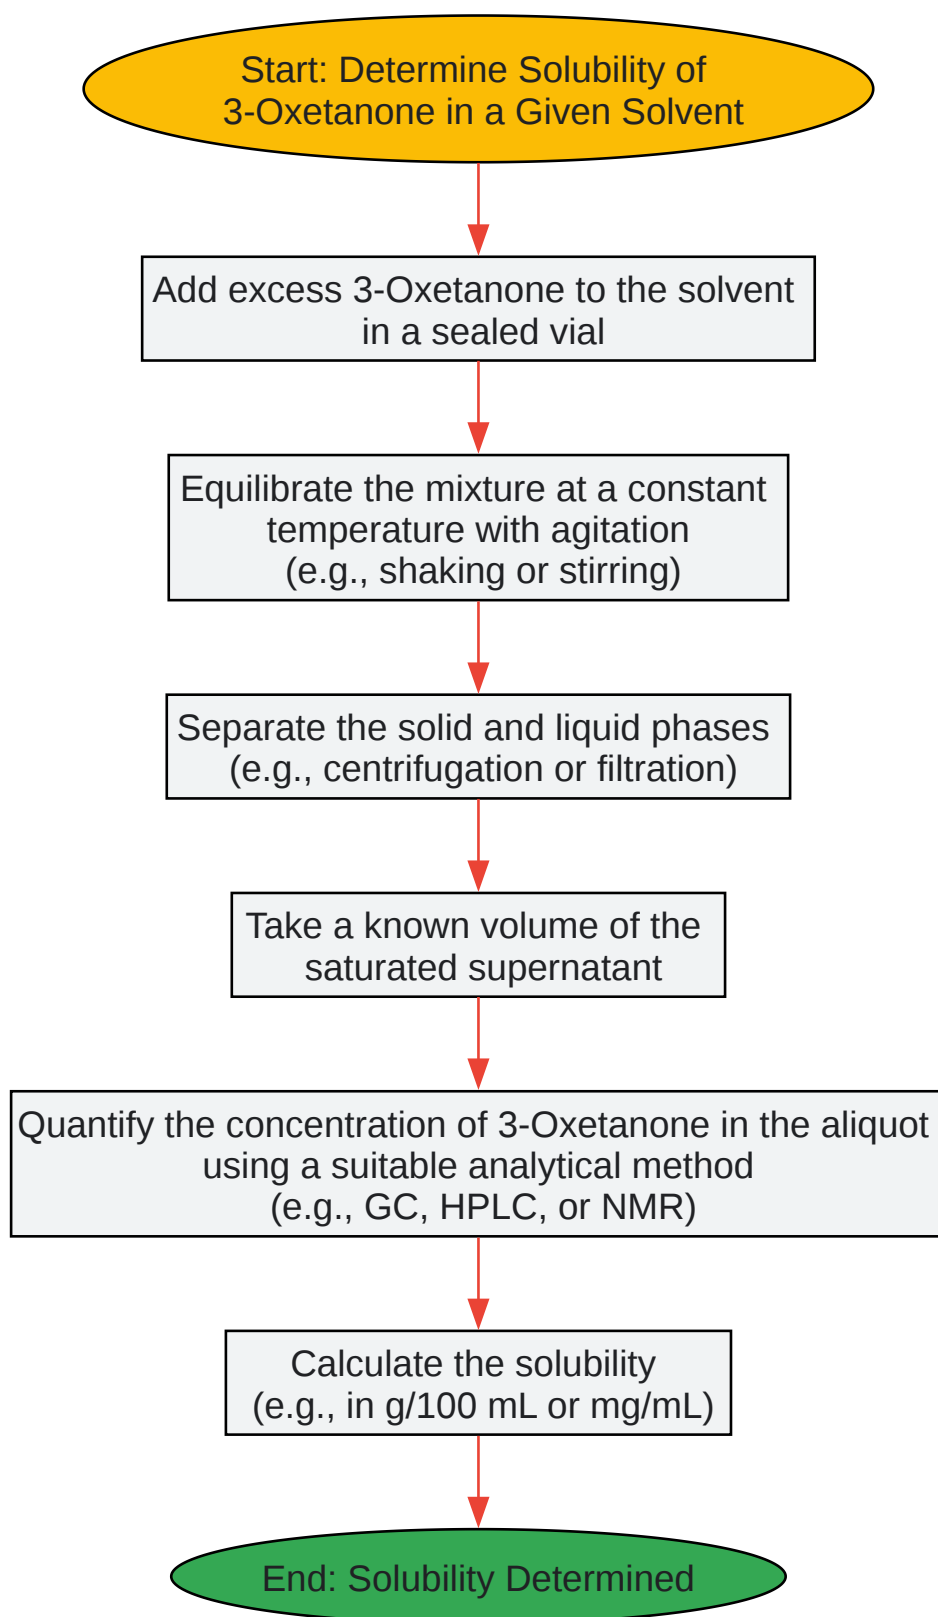 Start: Determine Solubility of
3-Oxetanone in a Given Solvent
Add excess 3-Oxetanone to the solvent
in a sealed vial
Equilibrate the mixture at a constant
temperature with agitation
(e.g., shaking or stirring)
Separate the solid and liquid phases
(e.g., centrifugation or filtration)
Take a known volume of the
saturated supernatant
Quantify the concentration of 3-Oxetanone in the aliquot
using a suitable analytical method
(e.g., GC, HPLC, or NMR)
Calculate the solubility
(e.g., in g/100 mL or mg/mL)
End: Solubility Determined